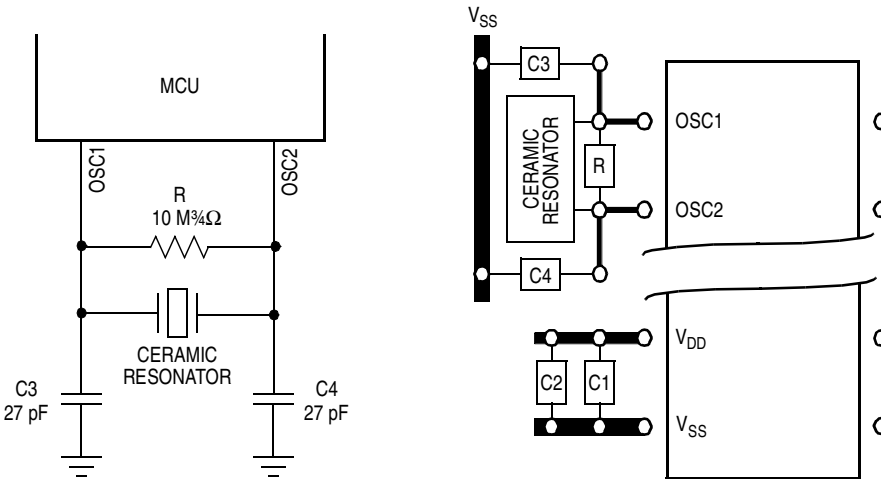 MCU
OSC1
OSC2
R
10 M¾Ω
CERAMIC
RESONATOR
C3
27 pF
C4
27 pF
VSS
C3
CERAMIC
RESONATOR
R
C4
OSC1
OSC2
C2
C1
VDD
VSS